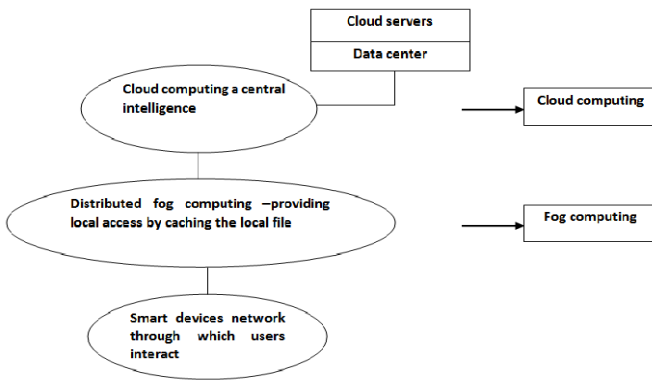 Cloud servers
Data center
Cloud computing a central
intelligence
Cloud computing
Distributed fog computing –providing
local access by caching the local file
Fog computing
Smart devices network
through which users
interact